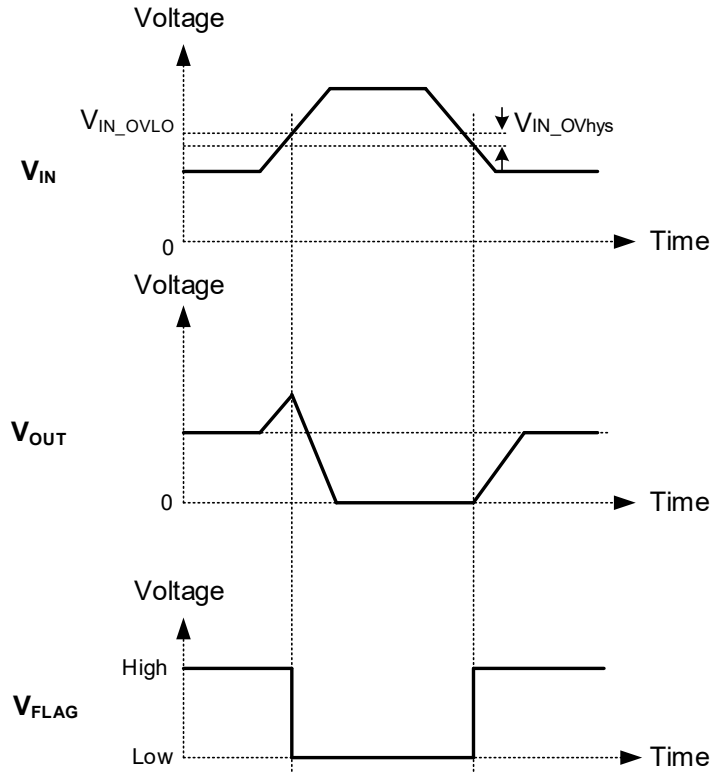 Voltage
VIN_OVLO
VIN_OVhys
VIN
0
Time
Voltage
VOUT
0
Time
Voltage
High
VFLAG
Low
Time